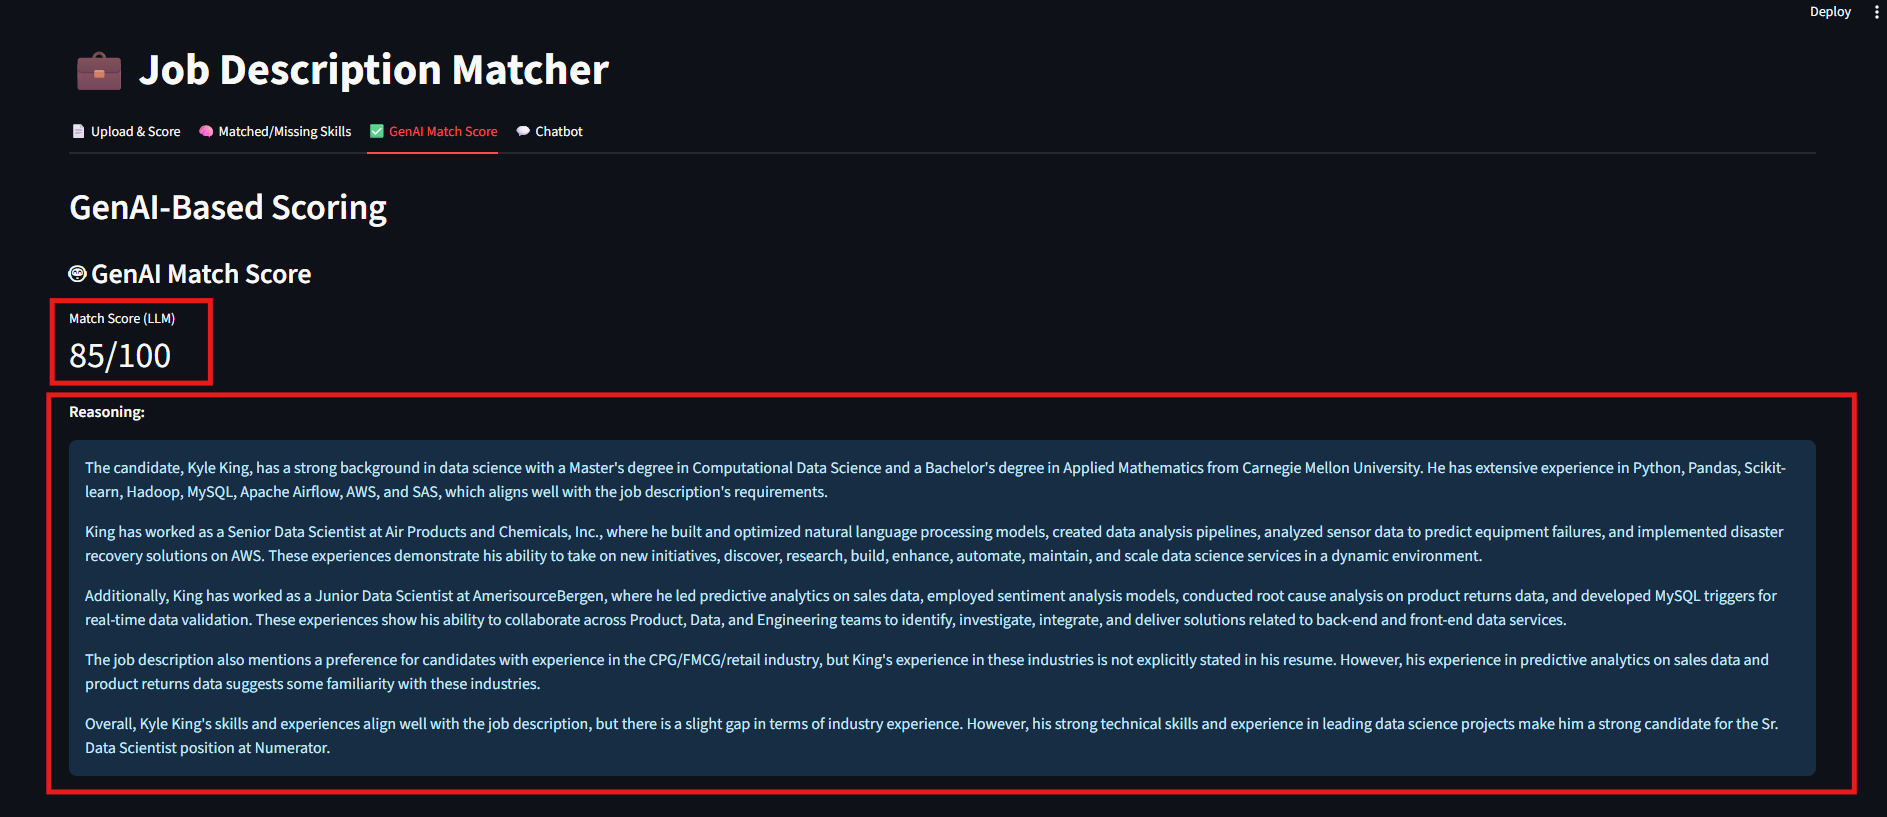 Deploy
Job Description Matcher
Upload & Score Matched/Missing Skills GenAI Match Score Chatbot
GenAI-Based Scoring
GenAI Match Score
Match Score (LLM)
85/100
Reasoning:
The candidate, Kyle King, has a strong background in data science with a Master's degree in Computational Data Science and a Bachelor's degree in Applied Mathematics from Carnegie Mellon University. He has extensive experience in Python, Pandas, Scikit-
learn, Hadoop, MySQL, Apache Airflow, AWS, and SAS, which aligns well with the job description's requirements.
King has worked as a Senior Data Scientist at Air Products and Chemicals, Inc., where he built and optimized natural language processing models, created data analysis pipelines, analyzed sensor data to predict equipment failures, and implemented disaster
recovery solutions on AWS. These experiences demonstrate his ability to take on new initiatives, discover, research, build, enhance, automate, maintain, and scale data science services in a dynamic environment.
Additionally, King has worked as a Junior Data Scientist at AmerisourceBergen, where he led predictive analytics on sales data, employed sentiment analysis models, conducted root cause analysis on product returns data, and developed MySQL triggers for
real-time data validation. These experiences show his ability to collaborate across Product, Data, and Engineering teams to identify, investigate, integrate, and deliver solutions related to back-end and front-end data services.
The job description also mentions a preference for candidates with experience in the CPG/FMCG/retail industry, but King's experience in these industries is not explicitly stated in his resume. However, his experience in predictive analytics on sales data and
product returns data suggests some familiarity with these industries.
Overall, Kyle King's skills and experiences align well with the job description, but there is a slight gap in terms of industry experience. However, his strong technical skills and experience in leading data science projects make him a strong candidate for the Sr.
Data Scientist position at Numerator.